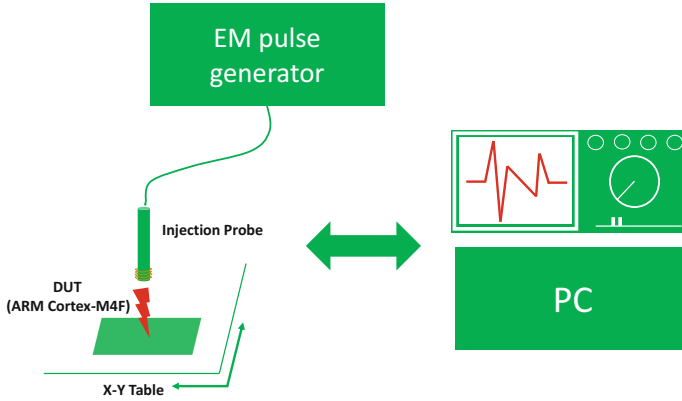 EM pulse
generator
Injection Probe
DUT
(ARM Cortex-M4F)
PC
X-Y Table